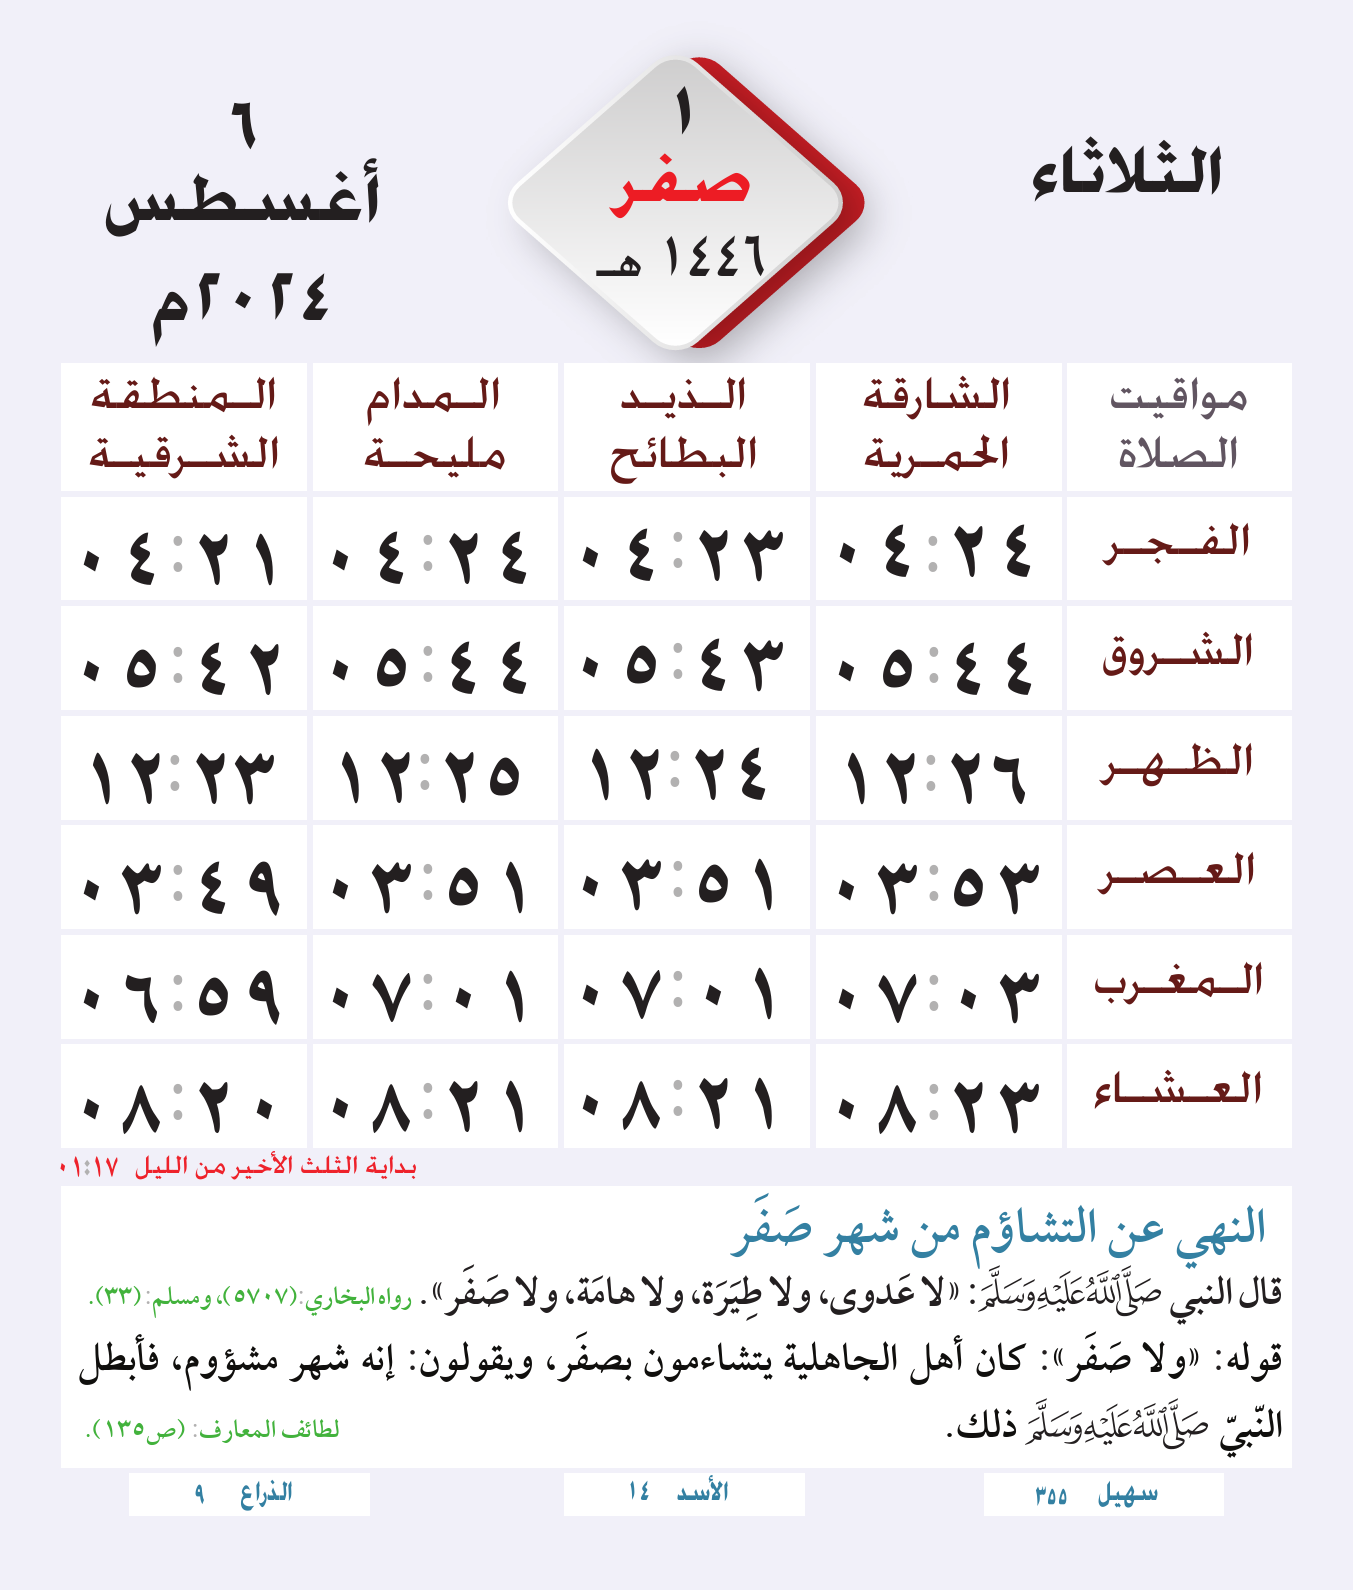 الثلاثاء
١
صفر
١٤٤٦ هـ
٦
أغسطس
٢٠٢٤م
مواقيت الصلاة
الشارقة الحمرية
الذيد البطائح
المدام مليحة
المنطقة الشرقية
الفجر ٠٤:٢٤ ٠٤:٢٣ ٠٤:٢٤ ٠٤:٢١
الشروق ٠٥:٤٤ ٠٥:٤٣ ٠٥:٤٤ ٠٥:٤٢
الظهر ١٢:٢٦ ١٢:٢٤ ١٢:٢٥ ١٢:٢٣
العصر ٠٣:٥٣ ٠٣:٥١ ٠٣:٥١ ٠٣:٤٩
المغرب ٠٧:٠٣ ٠٧:٠١ ٠٧:٠١ ٠٦:٥٩
العشاء ٠٨:٢٣ ٠٨:٢١ ٠٨:٢١ ٠٨:٢٠
بداية الثلث الأخير من الليل ٠١:١٧
النهي عن التشاؤم من شهر صَفَر
قال النبي صَلَّى اللَّهُ عَلَيْهِ وَسَلَّمَ: «لا عَدوى، ولا طِيَرَة، ولا هامَة، ولا صَفَر». رواه البخاري:(٥٧٠٧)، ومسلم: (٣٣).
قوله: «ولا صَفَر»: كان أهل الجاهلية يتشاءمون بصفَر، ويقولون: إنه شهر مشؤوم، فأبطل
النّبيّ صَلَّى اللَّهُ عَلَيْهِ وَسَلَّمَ ذلك. لطائف المعارف: (ص١٣٥).
سهيل ٣٥٥
الأسد ١٤
الذراع ٩